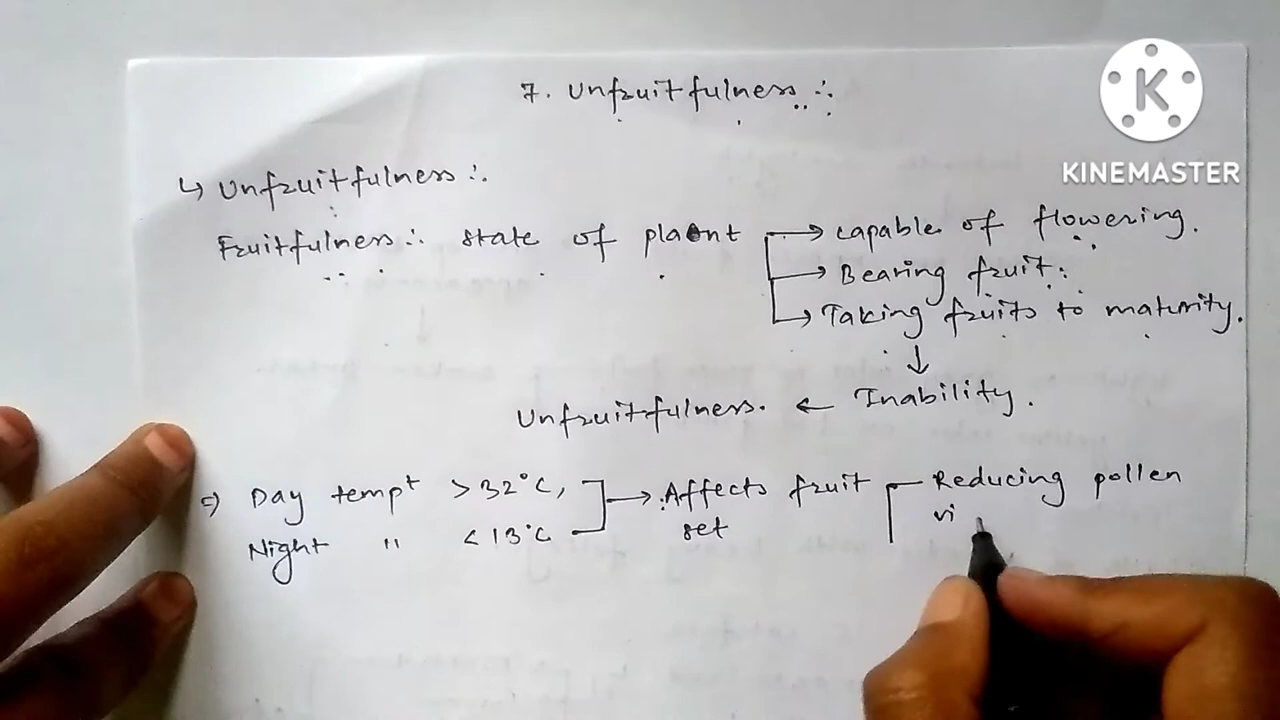 7. Unfruitfulness :.
K
KINEMASTER
↳ Unfruitfulness :.
Fruitfulness :. state of plant → capable of flowering.
→ Bearing fruit.
→ Taking fruits to maturity.
↓
Unfruitfulness. ← Inability.
⇒ Day tempt > 32°C, → Affects fruit Reducing pollen
Night " < 13°C set vi